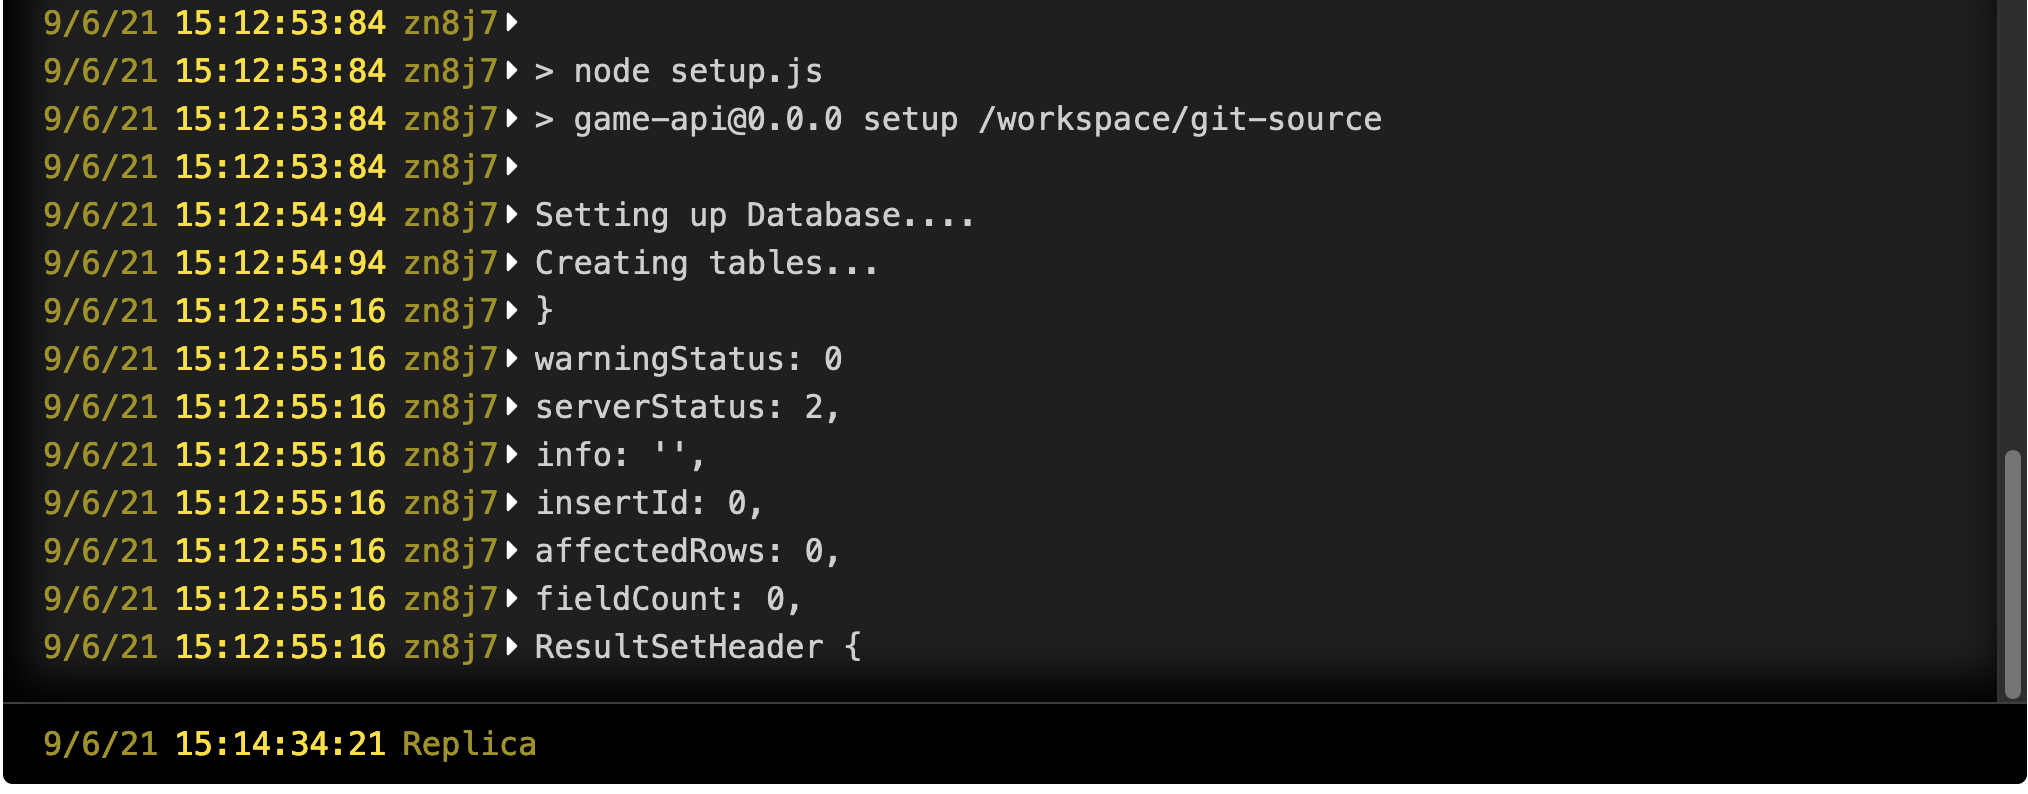 9/6/21 15:12:53:84 zn8j7
9/6/21 15:12:53:84 zn8j7 > node setup.js
9/6/21 15:12:53:84 zn8j7 > game-api@0.0.0 setup /workspace/git-source
9/6/21 15:12:53:84 zn8j7
9/6/21 15:12:54:94 zn8j7 Setting up Database....
9/6/21 15:12:54:94 zn8j7 Creating tables...
9/6/21 15:12:55:16 zn8j7 }
9/6/21 15:12:55:16 zn8j7 warningStatus: 0
9/6/21 15:12:55:16 zn8j7 serverStatus: 2,
9/6/21 15:12:55:16 zn8j7 info: '',
9/6/21 15:12:55:16 zn8j7 insertId: 0,
9/6/21 15:12:55:16 zn8j7 affectedRows: 0,
9/6/21 15:12:55:16 zn8j7 fieldCount: 0,
9/6/21 15:12:55:16 zn8j7 ResultSetHeader {
9/6/21 15:14:34:21 Replica